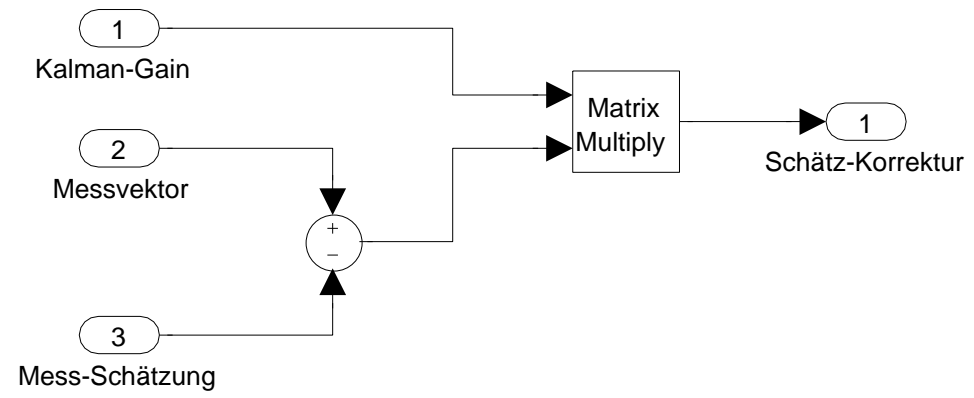 1
Kalman-Gain
2
Messvektor
+
−
3
Mess-Schätzung
Matrix
Multiply
1
Schätz-Korrektur